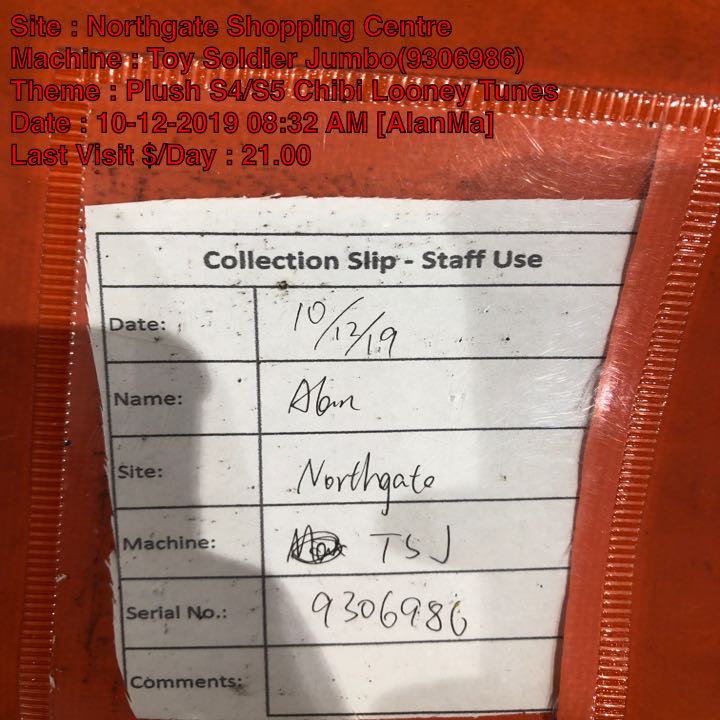 Site : Northgate Shopping Centre
Machine : Toy Soldier Jumbo(9306986)
Theme : Plush S4/S5 Chibi Looney Tunes
Date : 10-12-2019 08:32 AM [AlanMa]
Last Visit $/Day : 21.00
Collection Slip - Staff Use
Date: 10/12/19
Name: Alan
Site: Northgate
Machine: TSJ
Serial No.: 9306986
Comments: